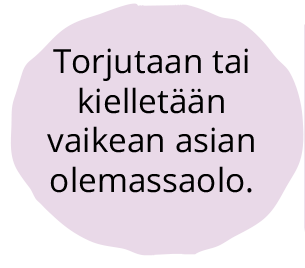 Torjutaan tai
kielletään
vaikean asian
olemassaolo.